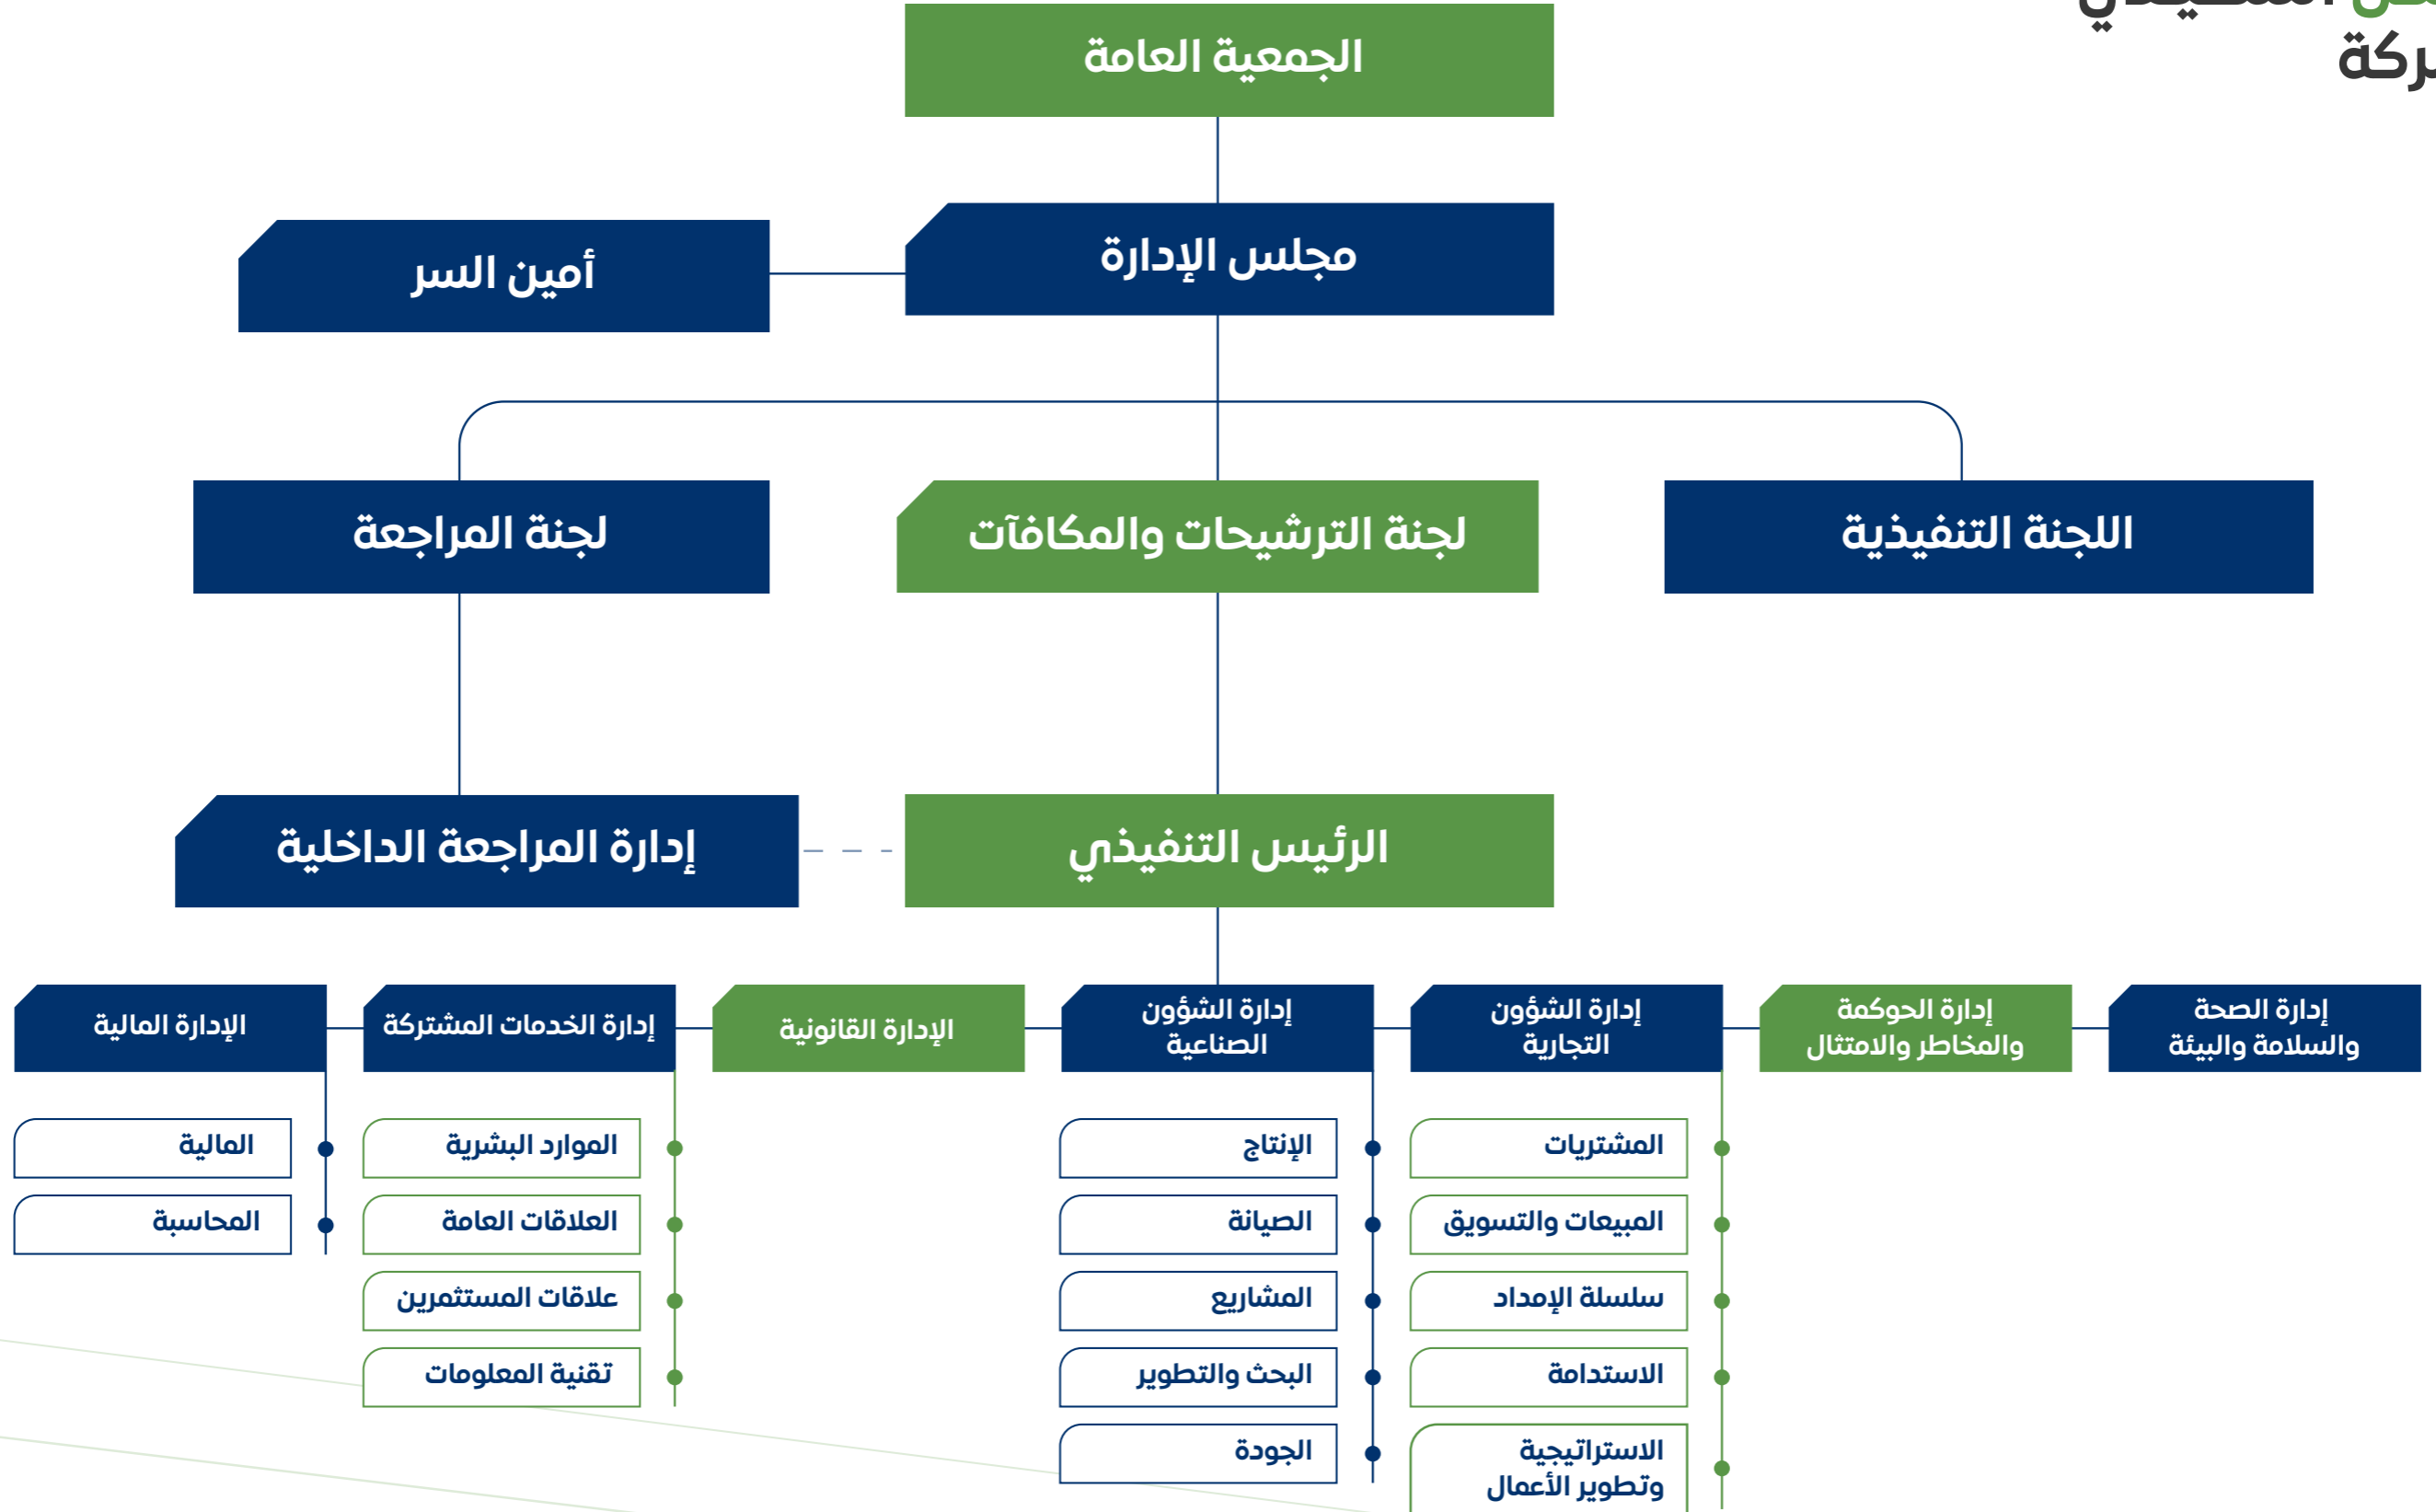 الجمعية العامة
مجلس الإدارة
أمين السر
اللجنة التنفيذية
لجنة الترشيحات والمكافآت
لجنة المراجعة
الرئيس التنفيذي
إدارة المراجعة الداخلية
إدارة الصحة
والسلامة والبيئة
إدارة الحوكمة
والمخاطر والامتثال
إدارة الشؤون
التجارية
المشتريات
المبيعات والتسويق
سلسلة الإمداد
الاستدامة
الاستراتيجية
وتطوير الأعمال
إدارة الشؤون
الصناعية
الإنتاج
الصيانة
المشاريع
البحث والتطوير
الجودة
الإدارة القانونية
إدارة الخدمات المشتركة
الموارد البشرية
العلاقات العامة
علاقات المستثمرين
تقنية المعلومات
الإدارة المالية
المالية
المحاسبة